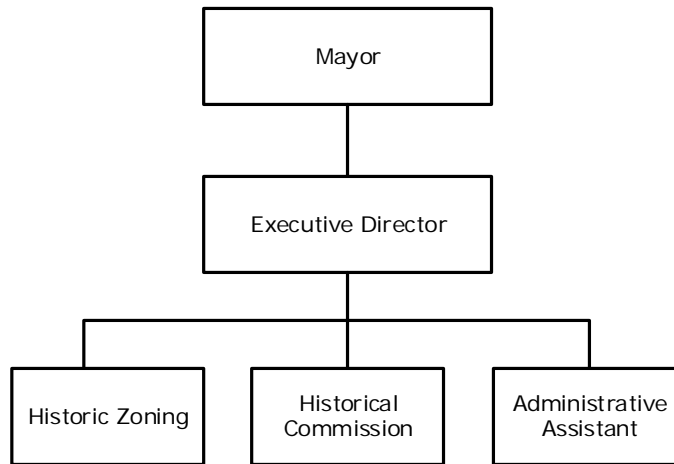 Mayor
Executive Director
Historic Zoning
Historical
Commission
Administrative
Assistant